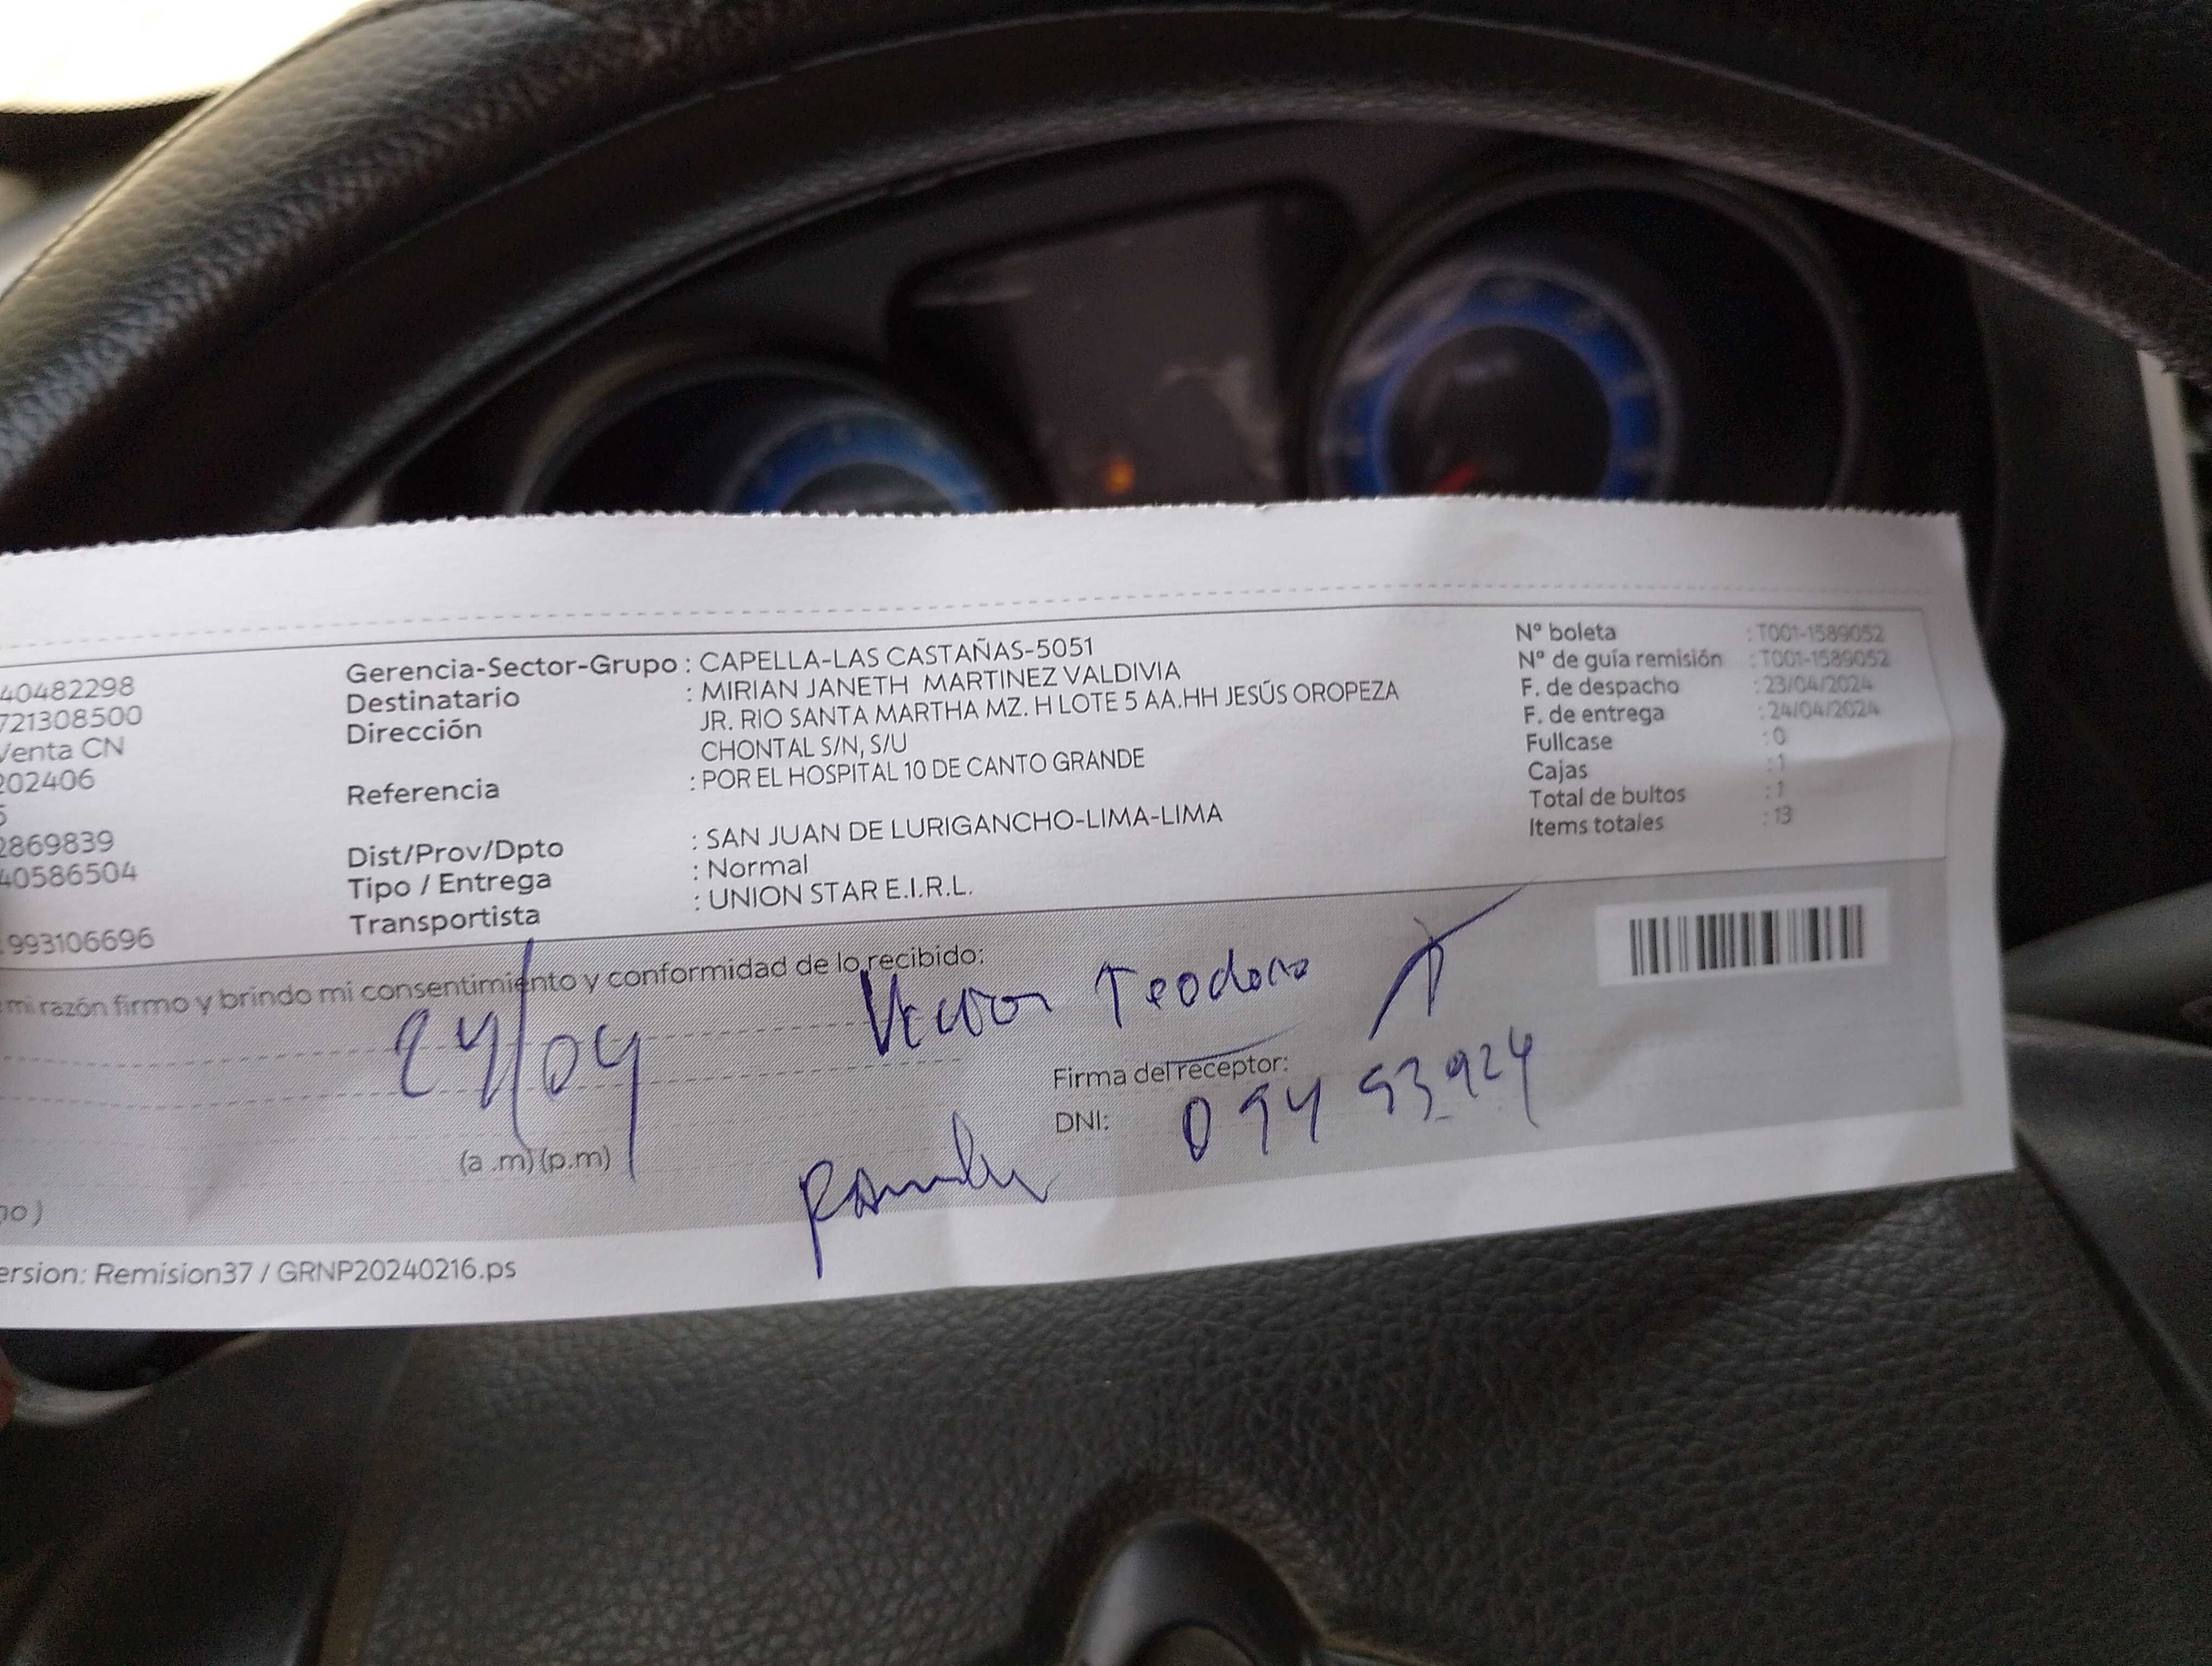 40482298
721308500
Venta CN
202406
5
2869839
40586504
993106696
Gerencia-Sector-Grupo : CAPELLA-LAS CASTAÑAS-5051
Destinatario : MIRIAN JANETH MARTINEZ VALDIVIA
Dirección JR. RIO SANTA MARTHA MZ. H LOTE 5 AA.HH JESÚS OROPEZA
CHONTAL S/N, S/U
Referencia : POR EL HOSPITAL 10 DE CANTO GRANDE
Dist/Prov/Dpto : SAN JUAN DE LURIGANCHO-LIMA-LIMA
Tipo / Entrega : Normal
Transportista : UNION STAR E.I.R.L.
Nº boleta : T001-1589052
Nº de guía remisión : T001-1589052
F. de despacho : 23/04/2024
F. de entrega : 24/04/2024
Fullcase : 0
Cajas : 1
Total de bultos : 1
Items totales : 13
mi razón firmo y brindo mi consentimiento y conformidad de lo recibido:
24/04
Teodoro
Firma del receptor:
DNI:
(a .m) (p.m)
no )
ersion: Remision37 / GRNP20240216.ps